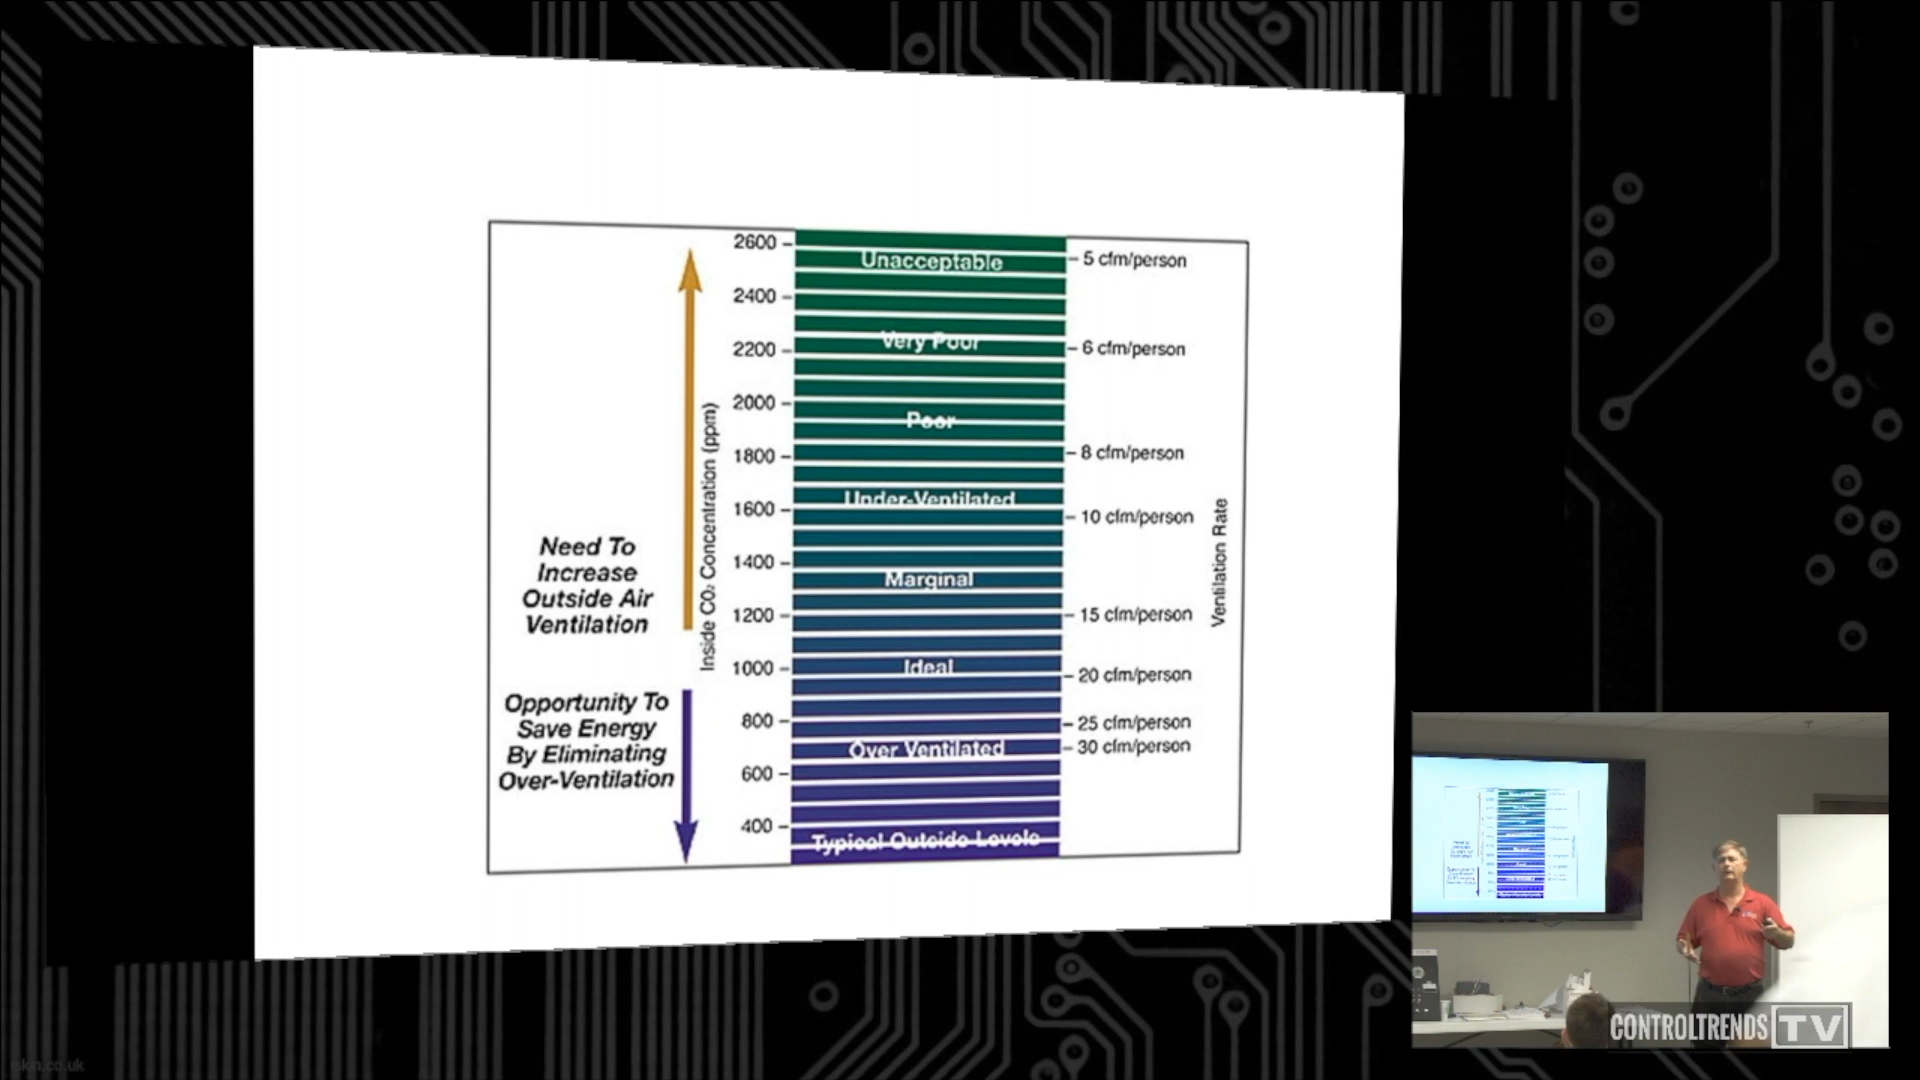 2600
Unacceptable
5 cfm/person
2400
Very Poor
2200
6 cfm/person
2000
Poor
1800
8 cfm/person
Under-Ventilated
1600
10 cfm/person
1400
Marginal
1200
15 cfm/person
1000
Ideal
20 cfm/person
800
25 cfm/person
Over Ventilated
30 cfm/person
600
400
Typical Outside Levels
Inside CO₂ Concentration (ppm)
Ventilation Rate
Need To
Increase
Outside Air
Ventilation
Opportunity To
Save Energy
By Eliminating
Over-Ventilation
CONTROLTRENDS TV